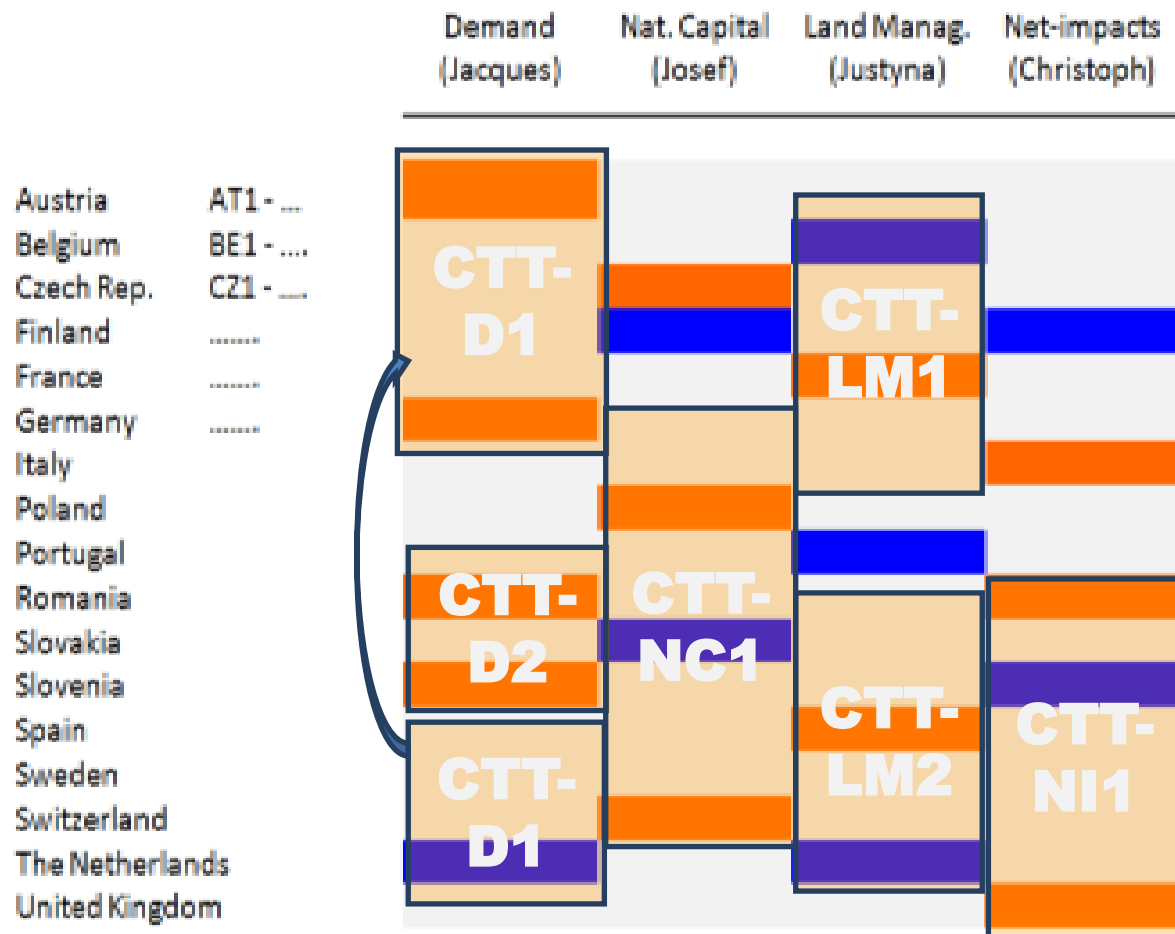 Demand Nat. Capital Land Manag. Net-impacts
(Jacques) (Josef) (Justyna) (Christoph)
Austria AT1 - ...
Belgium BE1 - ....
Czech Rep. CZ1 - ....
Finland .......
France .......
Germany .......
Italy
Poland
Portugal
Romania
Slovakia
Slovenia
Spain
Sweden
Switzerland
The Netherlands
United Kingdom
CTT-
D1
CTT-
LM1
CTT-
D2
CTT-
NC1
CTT-
LM2
CTT-
NI1
CTT-
D1